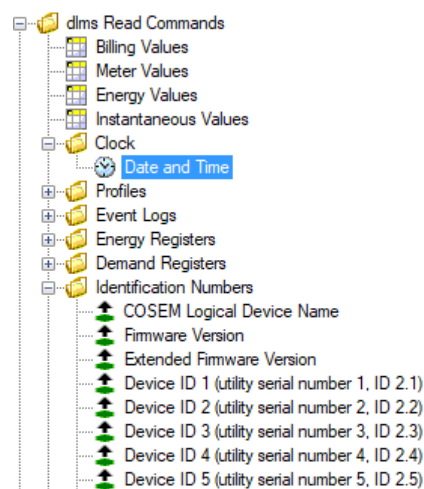 dlms Read Commands
Billing Values
Meter Values
Energy Values
Instantaneous Values
Clock
Date and Time
Profiles
Event Logs
Energy Registers
Demand Registers
Identification Numbers
COSEM Logical Device Name
Firmware Version
Extended Firmware Version
Device ID 1 (utility serial number 1, ID 2.1)
Device ID 2 (utility serial number 2, ID 2.2)
Device ID 3 (utility serial number 3, ID 2.3)
Device ID 4 (utility serial number 4, ID 2.4)
Device ID 5 (utility serial number 5, ID 2.5)